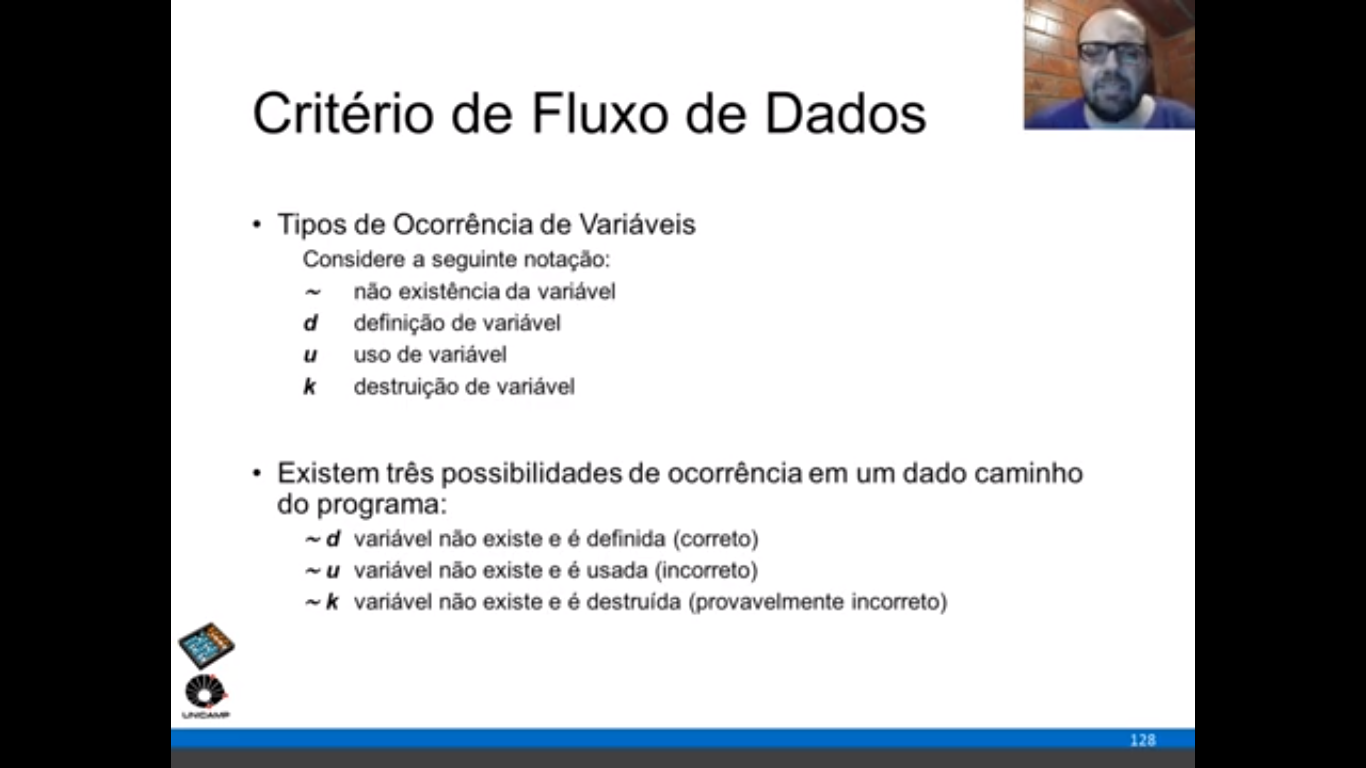 Critério de Fluxo de Dados
• Tipos de Ocorrência de Variáveis
Considere a seguinte notação:
~ não existência da variável
d definição de variável
u uso de variável
k destruição de variável
• Existem três possibilidades de ocorrência em um dado caminho
do programa:
~ d variável não existe e é definida (correto)
~ u variável não existe e é usada (incorreto)
~ k variável não existe e é destruída (provavelmente incorreto)
UNICAMP
128